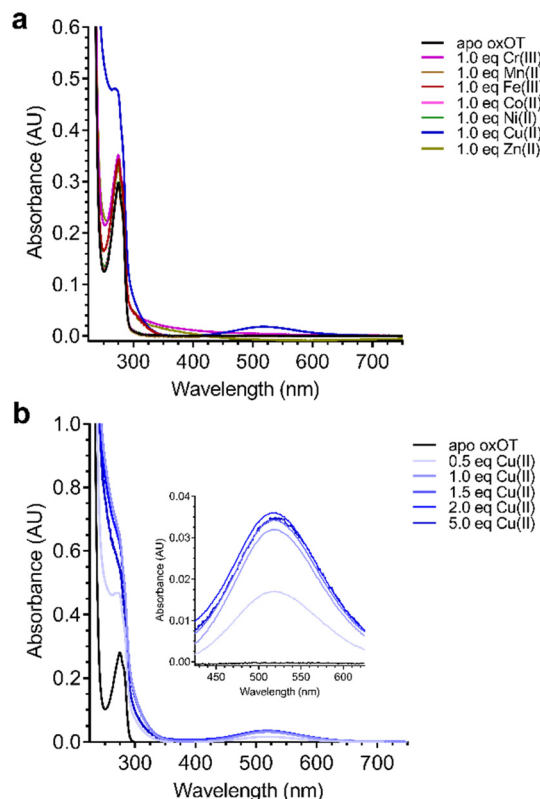 a
0.6
0.5
0.4
0.3
0.2
0.1
0.0
Absorbance (AU)
300 400 500 600 700
Wavelength (nm)
apo oxOT
1.0 eq Cr(III)
1.0 eq Mn(II
1.0 eq Fe(III)
1.0 eq Co(II)
1.0 eq Ni(II)
1.0 eq Cu(II)
1.0 eq Zn(II)
b
1.0
0.8
0.6
0.4
0.2
0.0
Absorbance (AU)
300 400 500 600 700
Wavelength (nm)
0.04
0.03
0.02
0.01
0.00
Absorbance (AU)
450 500 550 600
Wavelength (nm)
apo oxOT
0.5 eq Cu(II)
1.0 eq Cu(II)
1.5 eq Cu(II)
2.0 eq Cu(II)
5.0 eq Cu(II)